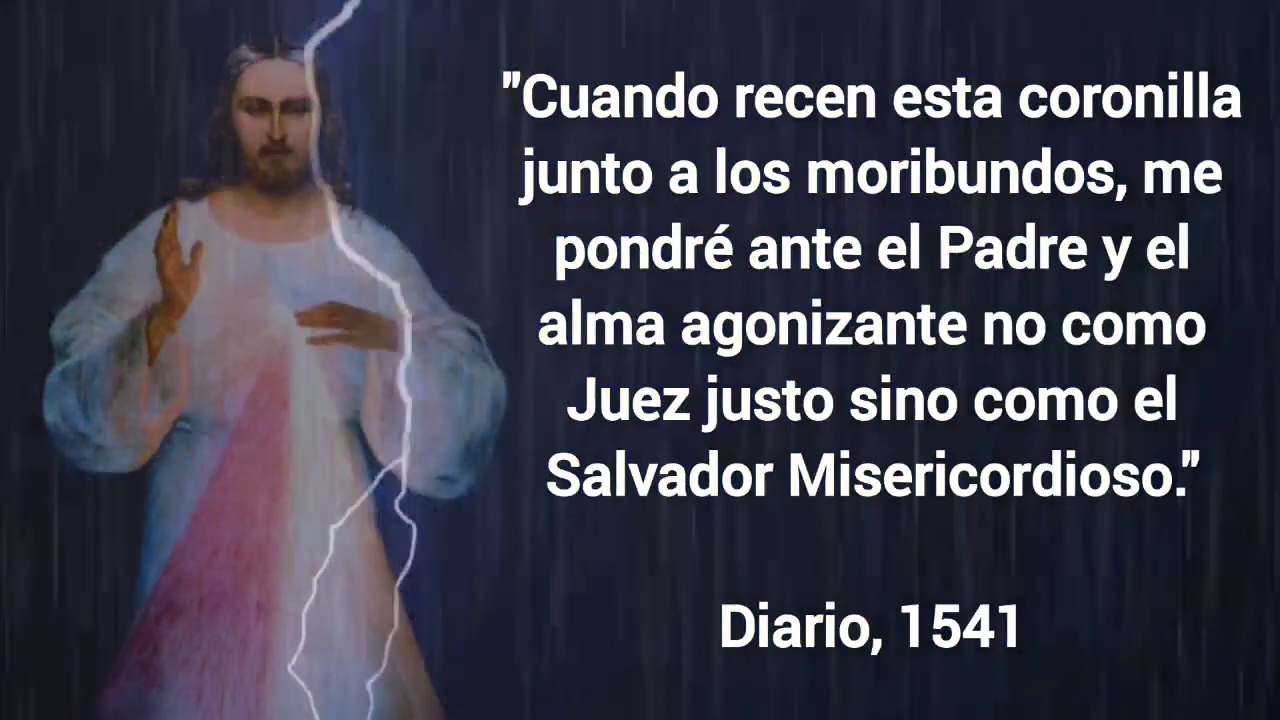 "Cuando recen esta coronilla
junto a los moribundos, me
pondré ante el Padre y el
alma agonizante no como
Juez justo sino como el
Salvador Misericordioso."
Diario, 1541